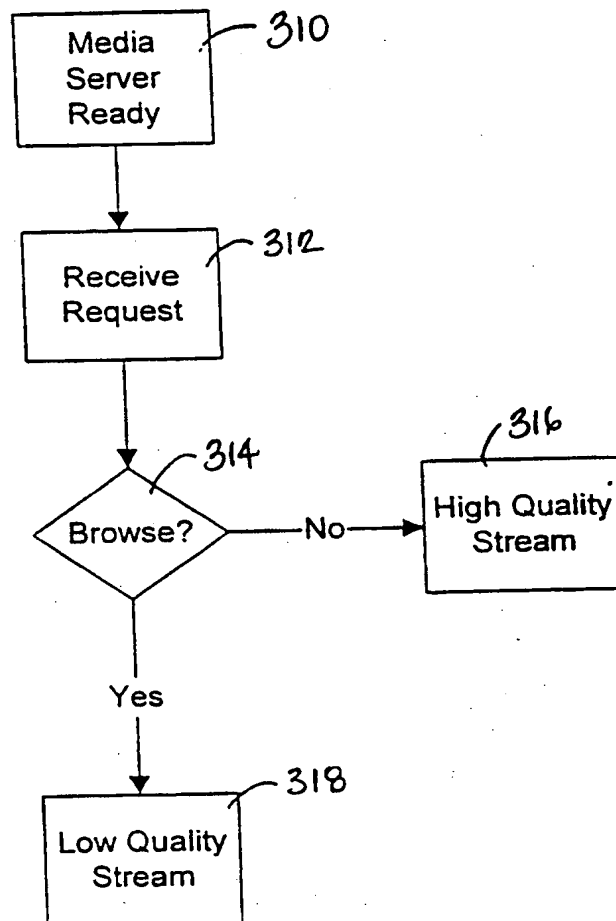 Media
Server
Ready
310
Receive
Request
312
Browse?
314
No
316
High Quality
Stream
Yes
318
Low Quality
Stream